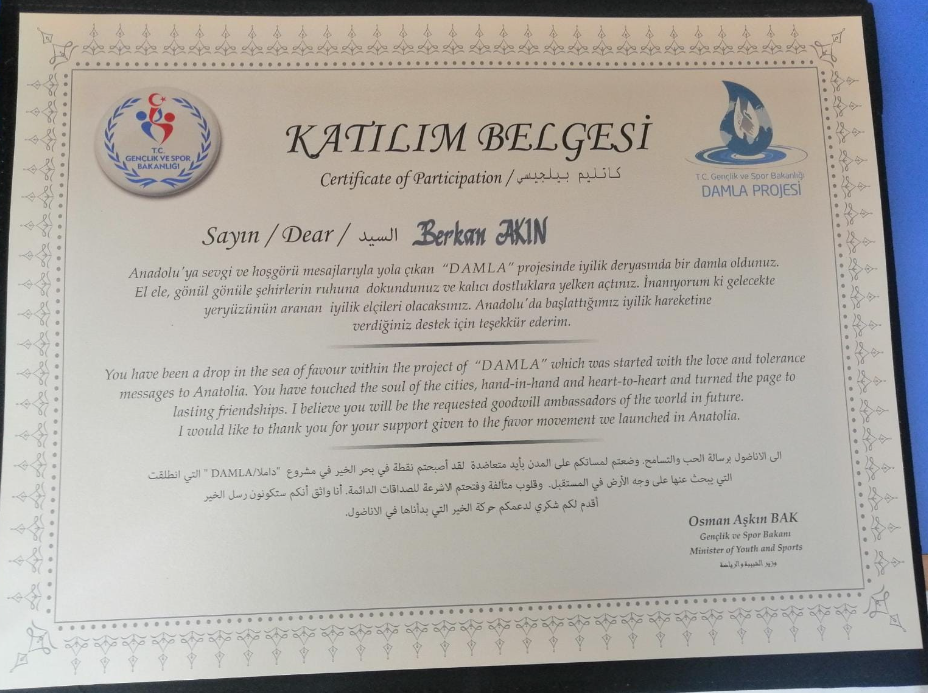 T.C.
GENÇLİK VE SPOR
BAKANLIĞI
KATILIM BELGESİ
Certificate of Participation / كاتليم بيلجيسي
T.C. Gençlik ve Spor Bakanlığı
DAMLA PROJESİ
Sayın / Dear / السيد Berkan AKIN
Anadolu'ya sevgi ve hoşgörü mesajlarıyla yola çıkan "DAMLA" projesinde iyilik deryasında bir damla oldunuz.
El ele, gönül gönüle şehirlerin ruhuna dokundunuz ve kalıcı dostluklara yelken açtınız. İnanıyorum ki gelecekte
yeryüzünün aranan iyilik elçileri olacaksınız. Anadolu'da başlattığımız iyilik hareketine
verdiğiniz destek için teşekkür ederim.
You have been a drop in the sea of favour within the project of "DAMLA" which was started with the love and tolerance
messages to Anatolia. You have touched the soul of the cities, hand-in-hand and heart-to-heart and turned the page to
lasting friendships. I believe you will be the requested goodwill ambassadors of the world in future.
I would like to thank you for your support given to the favor movement we launched in Anatolia.
الى الاناضول برسالة الحب والتسامح. وضعتم لمساتكم على المدن بأيد متعاضدة لقد أصبحتم نقطة في بحر الخير في مشروع "داملا/DAMLA" التي انطلقت
التي يبحث عنها على وجه الأرض في المستقبل. وقلوب متألفة وفتحتم الاشرعة للصداقات الدائمة. أنا واثق أنكم ستكونون رسل الخير
أقدم لكم شكري لدعمكم حركة الخير التي بدأناها في الاناضول.
Osman Aşkın BAK
Gençlik ve Spor Bakanı
Minister of Youth and Sports